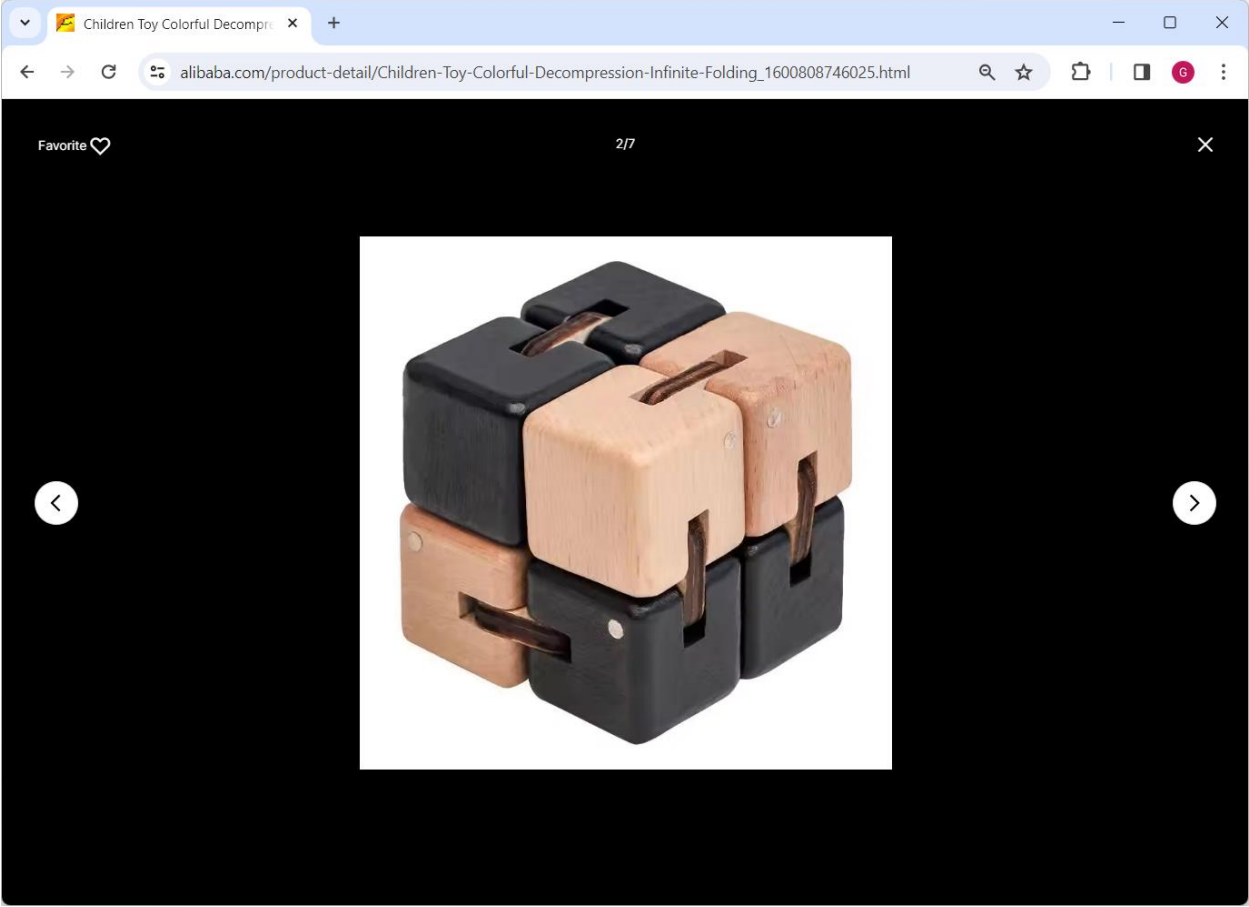 Children Toy Colorful Decompre
alibaba.com/product-detail/Children-Toy-Colorful-Decompression-Infinite-Folding_1600808746025.html
G
Favorite
2/7